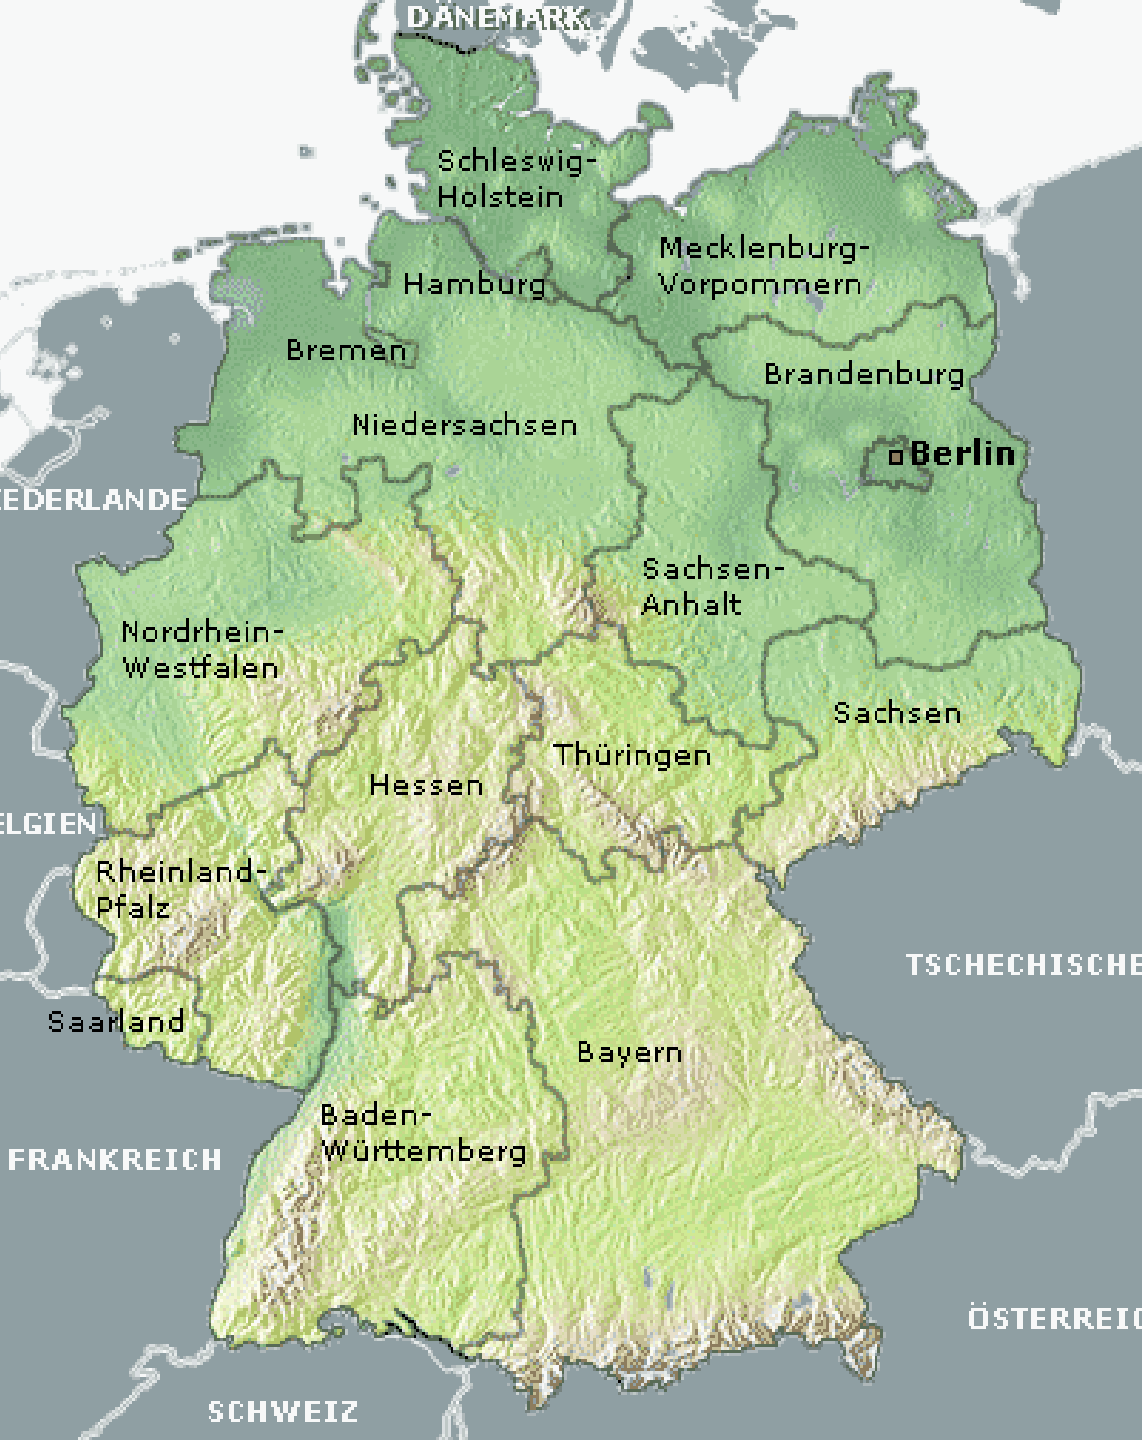 DÄNEMARK
Schleswig-
Holstein
Mecklenburg-
Vorpommern
Hamburg
Bremen
Brandenburg
Niedersachsen
Berlin
EDERLANDE
Sachsen-
Anhalt
Nordrhein-
Westfalen
Sachsen
Thüringen
Hessen
ELGIEN
Rheinland-
Pfalz
TSCHECHISCHE
Saarland
Bayern
Baden-
Württemberg
FRANKREICH
ÖSTERREIC
SCHWEIZ